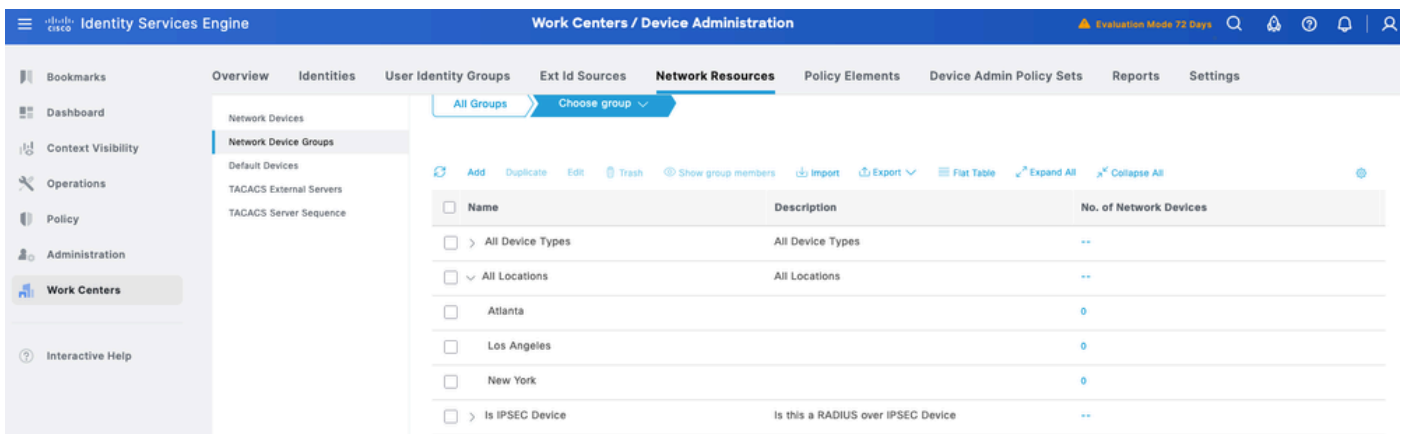 cisco Identity Services Engine
Work Centers / Device Administration
Evaluation Mode 72 Days
Bookmarks
Dashboard
Context Visibility
Operations
Policy
Administration
Work Centers
Interactive Help
Overview Identities User Identity Groups Ext Id Sources Network Resources Policy Elements Device Admin Policy Sets Reports Settings
Network Devices
Network Device Groups
Default Devices
TACACS External Servers
TACACS Server Sequence
All Groups Choose group
Add Duplicate Edit Trash Show group members Import Export Flat Table Expand All Collapse All
Name Description No. of Network Devices
All Device Types All Device Types --
All Locations All Locations --
Atlanta 0
Los Angeles 0
New York 0
Is IPSEC Device Is this a RADIUS over IPSEC Device --